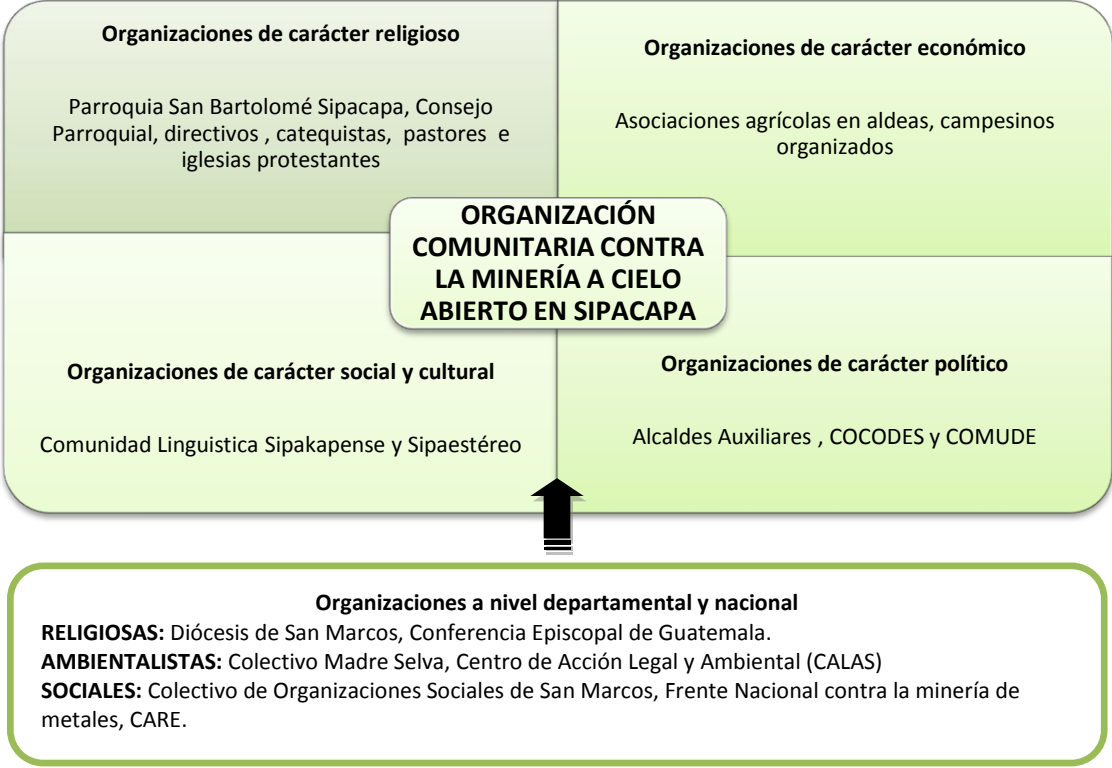 Organizaciones de carácter religioso
Parroquia San Bartolomé Sipacapa, Consejo
Parroquial, directivos , catequistas, pastores e
iglesias protestantes
Organizaciones de carácter económico
Asociaciones agrícolas en aldeas, campesinos
organizados
ORGANIZACIÓN
COMUNITARIA CONTRA
LA MINERÍA A CIELO
ABIERTO EN SIPACAPA
Organizaciones de carácter social y cultural
Comunidad Linguistica Sipakapense y Sipaestéreo
Organizaciones de carácter político
Alcaldes Auxiliares , COCODES y COMUDE
Organizaciones a nivel departamental y nacional
RELIGIOSAS: Diócesis de San Marcos, Conferencia Episcopal de Guatemala.
AMBIENTALISTAS: Colectivo Madre Selva, Centro de Acción Legal y Ambiental (CALAS)
SOCIALES: Colectivo de Organizaciones Sociales de San Marcos, Frente Nacional contra la minería de
metales, CARE.